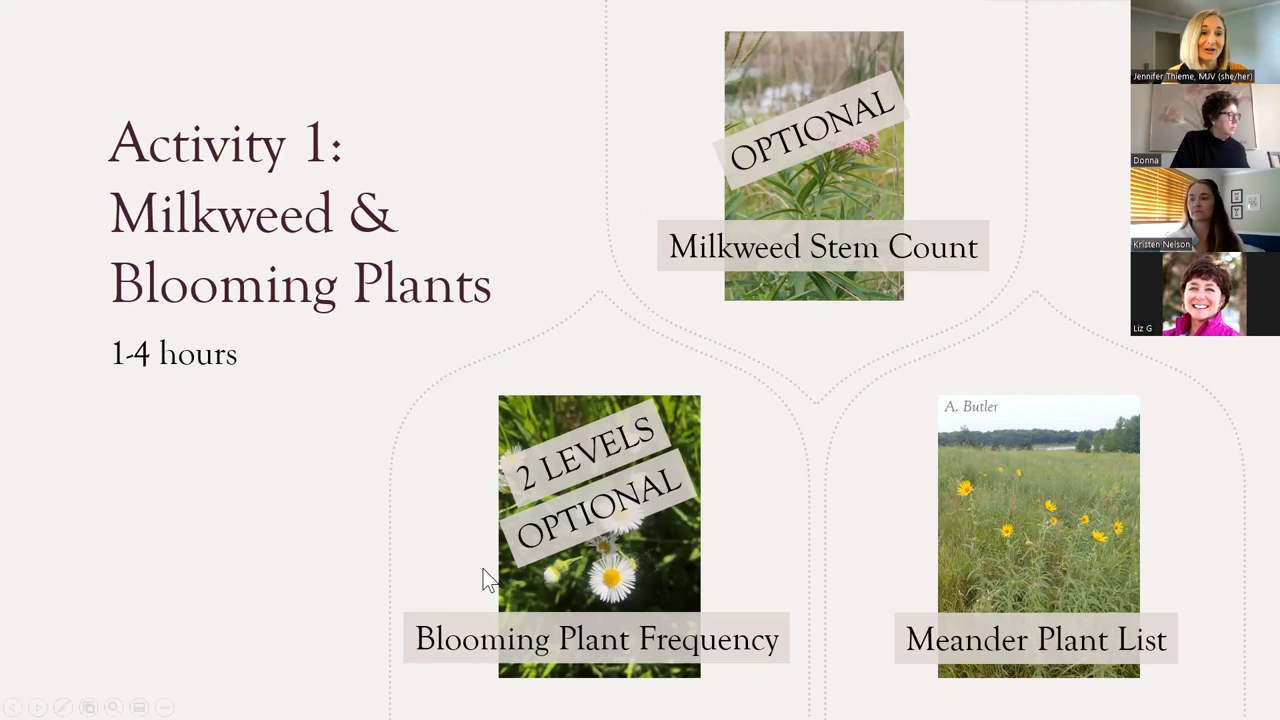 Activity 1:
Milkweed &
Blooming Plants
1-4 hours
OPTIONAL
Milkweed Stem Count
2 LEVELS
OPTIONAL
Blooming Plant Frequency
A. Butler
Meander Plant List
Jennifer Thieme, MJV (she/her)
Donna
Kristen Nelson
Liz G